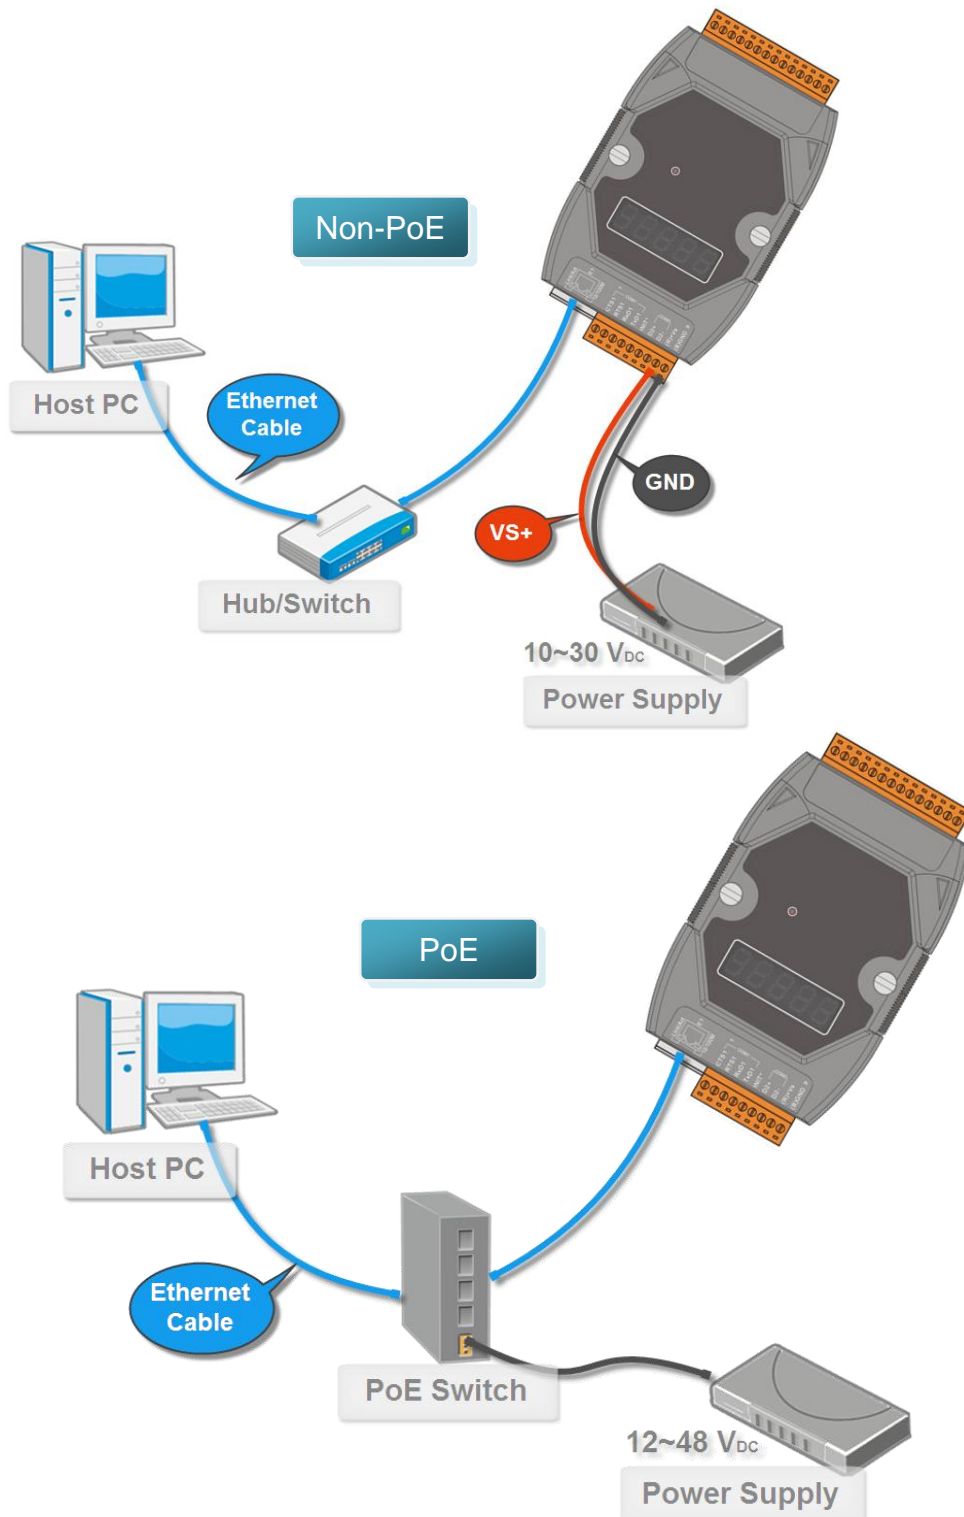 Non-PoE
Host PC
Ethernet
Cable
GND
VS+
Hub/Switch
10~30 VDC
Power Supply
PoE
Host PC
Ethernet
Cable
PoE Switch
12~48 VDC
Power Supply